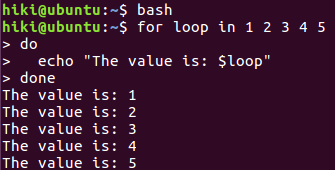 hiki@ubuntu:~$ bash
hiki@ubuntu:~$ for loop in 1 2 3 4 5
> do
>   echo "The value is: $loop"
> done
The value is: 1
The value is: 2
The value is: 3
The value is: 4
The value is: 5